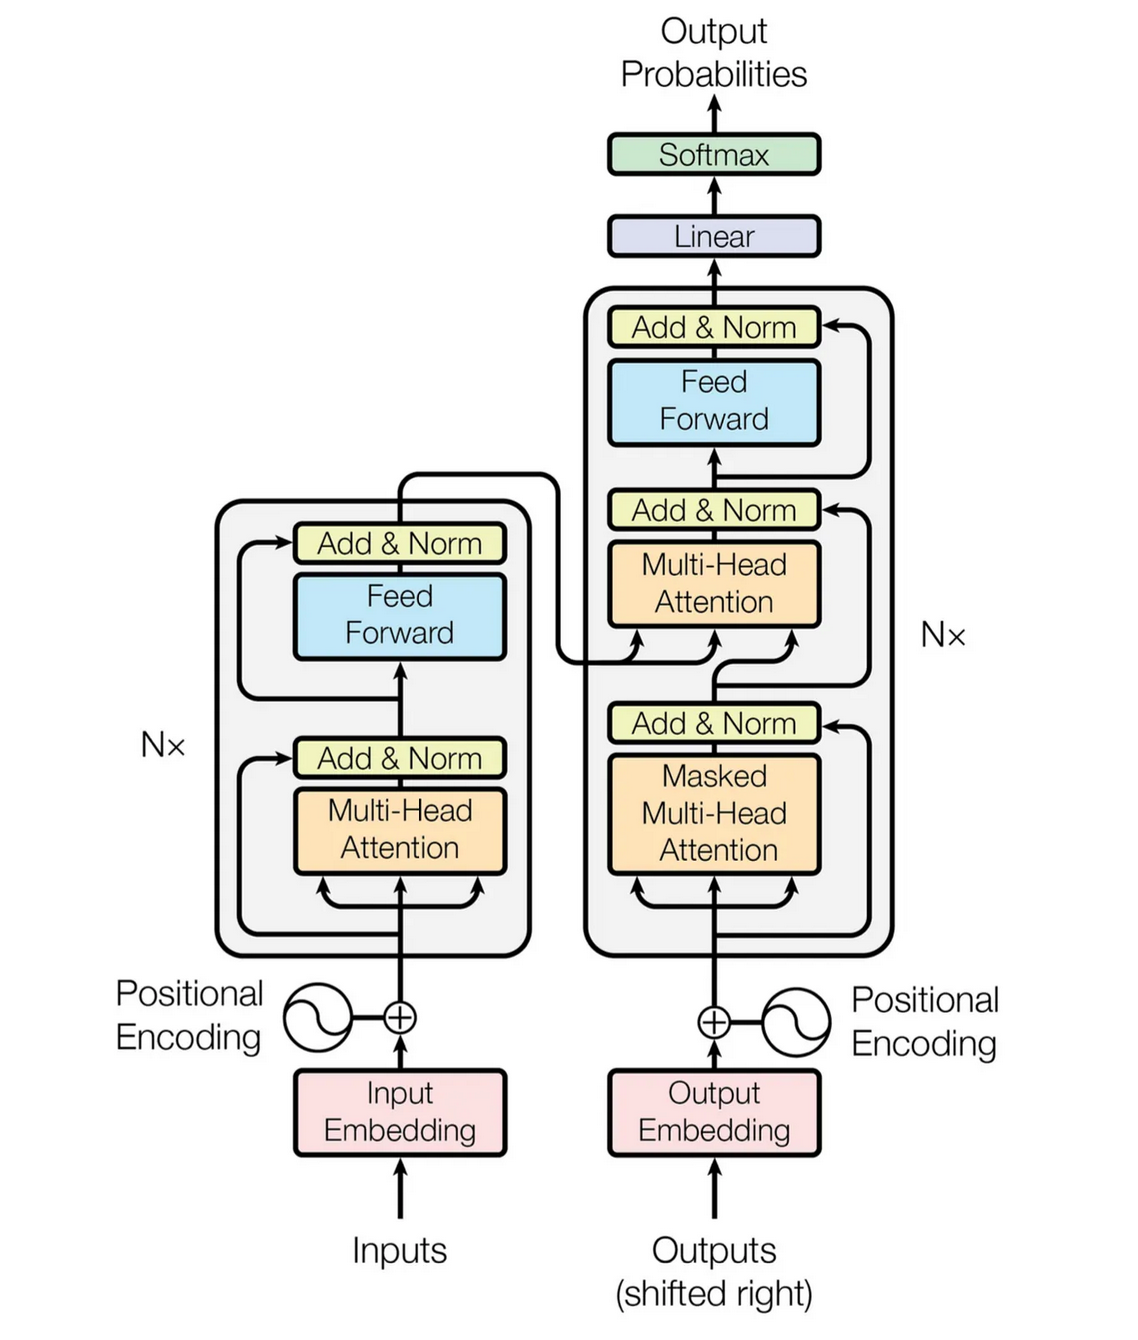 Output
Probabilities
Softmax
Linear
Add & Norm
Feed
Forward
Add & Norm
Multi-Head
Attention
Nx
Add & Norm
Masked
Multi-Head
Attention
Add & Norm
Feed
Forward
Nx
Add & Norm
Multi-Head
Attention
Positional
Encoding
Positional
Encoding
Input
Embedding
Output
Embedding
Inputs
Outputs
(shifted right)